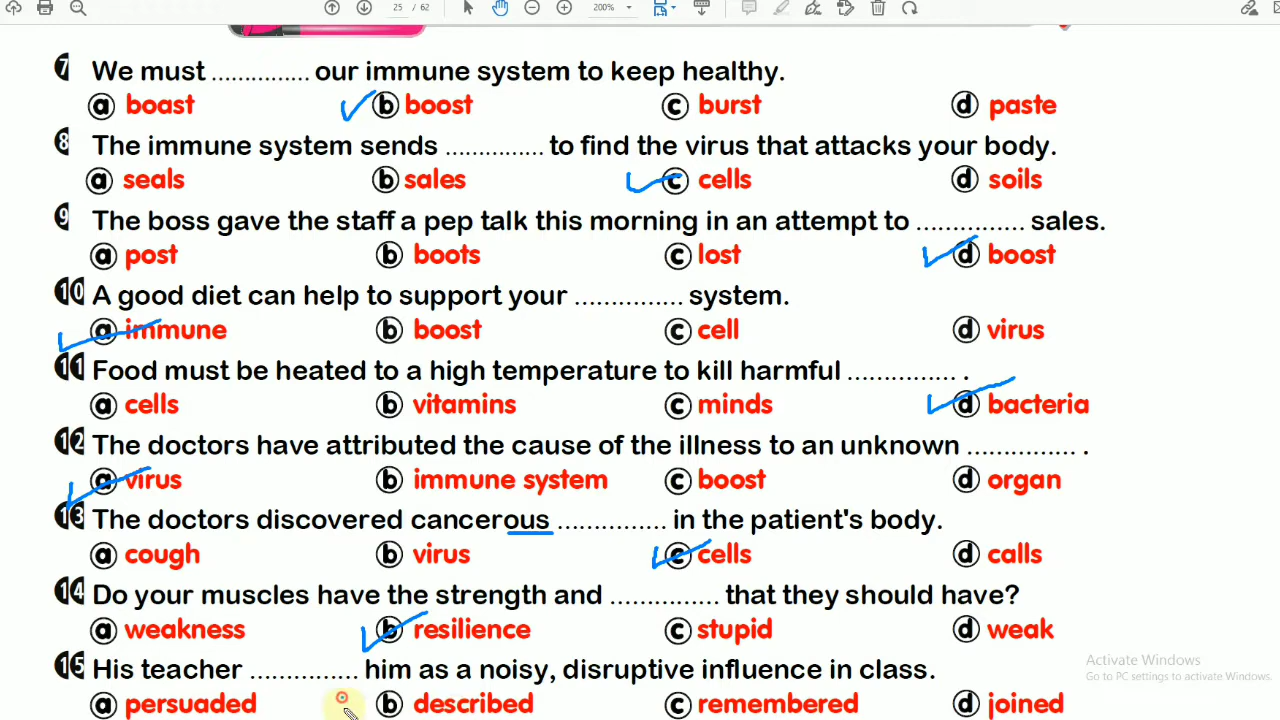 25 / 62
200%
7 We must ............... our immune system to keep healthy.
a boast b boost c burst d paste
8 The immune system sends ............... to find the virus that attacks your body.
a seals b sales c cells d soils
9 The boss gave the staff a pep talk this morning in an attempt to ............... sales.
a post b boots c lost d boost
10 A good diet can help to support your ............... system.
a immune b boost c cell d virus
11 Food must be heated to a high temperature to kill harmful ............... .
a cells b vitamins c minds d bacteria
12 The doctors have attributed the cause of the illness to an unknown ............... .
a virus b immune system c boost d organ
13 The doctors discovered cancerous ............... in the patient's body.
a cough b virus c cells d calls
14 Do your muscles have the strength and ............... that they should have?
a weakness b resilience c stupid d weak
15 His teacher ............... him as a noisy, disruptive influence in class.
a persuaded b described c remembered d joined
Activate Windows
Go to PC settings to activate Windows.